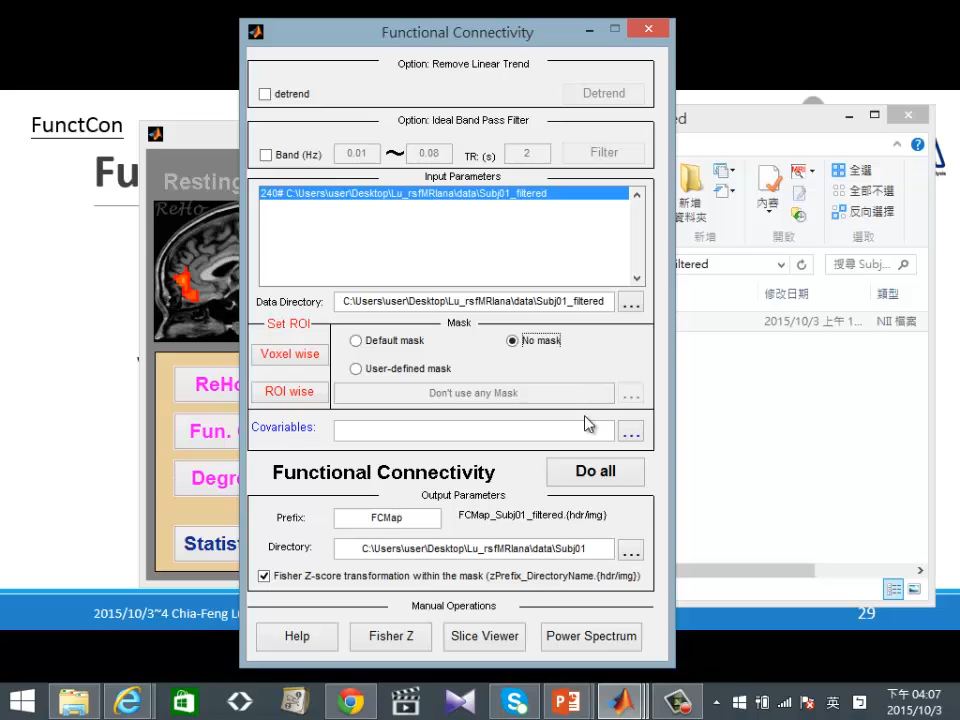 Functional Connectivity
Option: Remove Linear Trend
detrend
Detrend
Option: Ideal Band Pass Filter
Band (Hz)
0.01
~
0.08
TR: (s)
2
Filter
Input Parameters
240# C:\Users\user\Desktop\Lu_rsfMRIana\data\Subj01_filtered
Data Directory:
C:\Users\user\Desktop\Lu_rsfMRIana\data\Subj01_filtered
...
Set ROI
Voxel wise
ROI wise
Mask
Default mask
No mask
User-defined mask
Don't use any Mask
...
Covariables:
...
Functional Connectivity
Do all
Output Parameters
Prefix:
FCMap
FCMap_Subj01_filtered.{hdr/img}
Directory:
C:\Users\user\Desktop\Lu_rsfMRIana\data\Subj01
...
Fisher Z-score transformation within the mask (zPrefix_DirectoryName.{hdr/img})
Manual Operations
Help
Fisher Z
Slice Viewer
Power Spectrum
FunctCon
Fu
Resting
ReHo
ReHo
Fun.
Degre
Statis
ed
新增
資料夾
新增
內容
開啟
全選
全部不選
反向選擇
選取
iltered
搜尋 Subj...
修改日期
類型
2015/10/3 上午 1...
NII 檔案
2015/10/3~4 Chia-Feng L
29
英
下午 04:07
2015/10/3